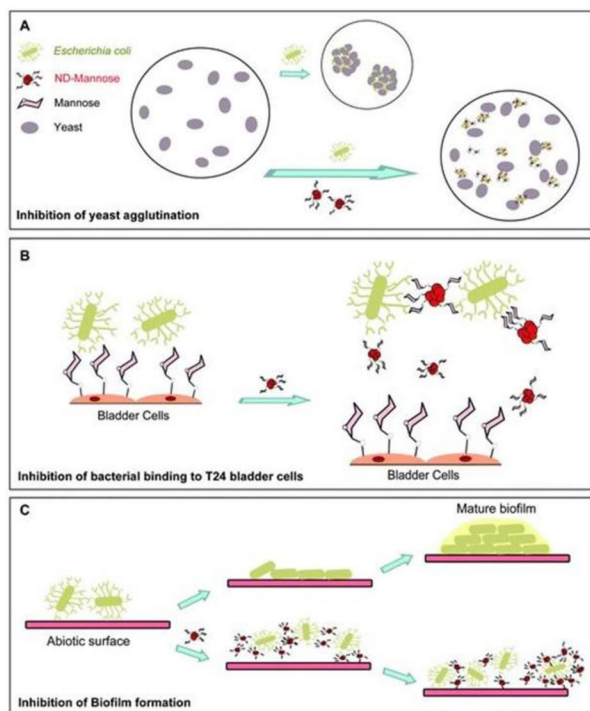 A
Escherichia coli
ND-Mannose
Mannose
Yeast
Inhibition of yeast agglutination
B
Bladder Cells
Bladder Cells
Inhibition of bacterial binding to T24 bladder cells
C
Mature biofilm
Abiotic surface
Inhibition of Biofilm formation